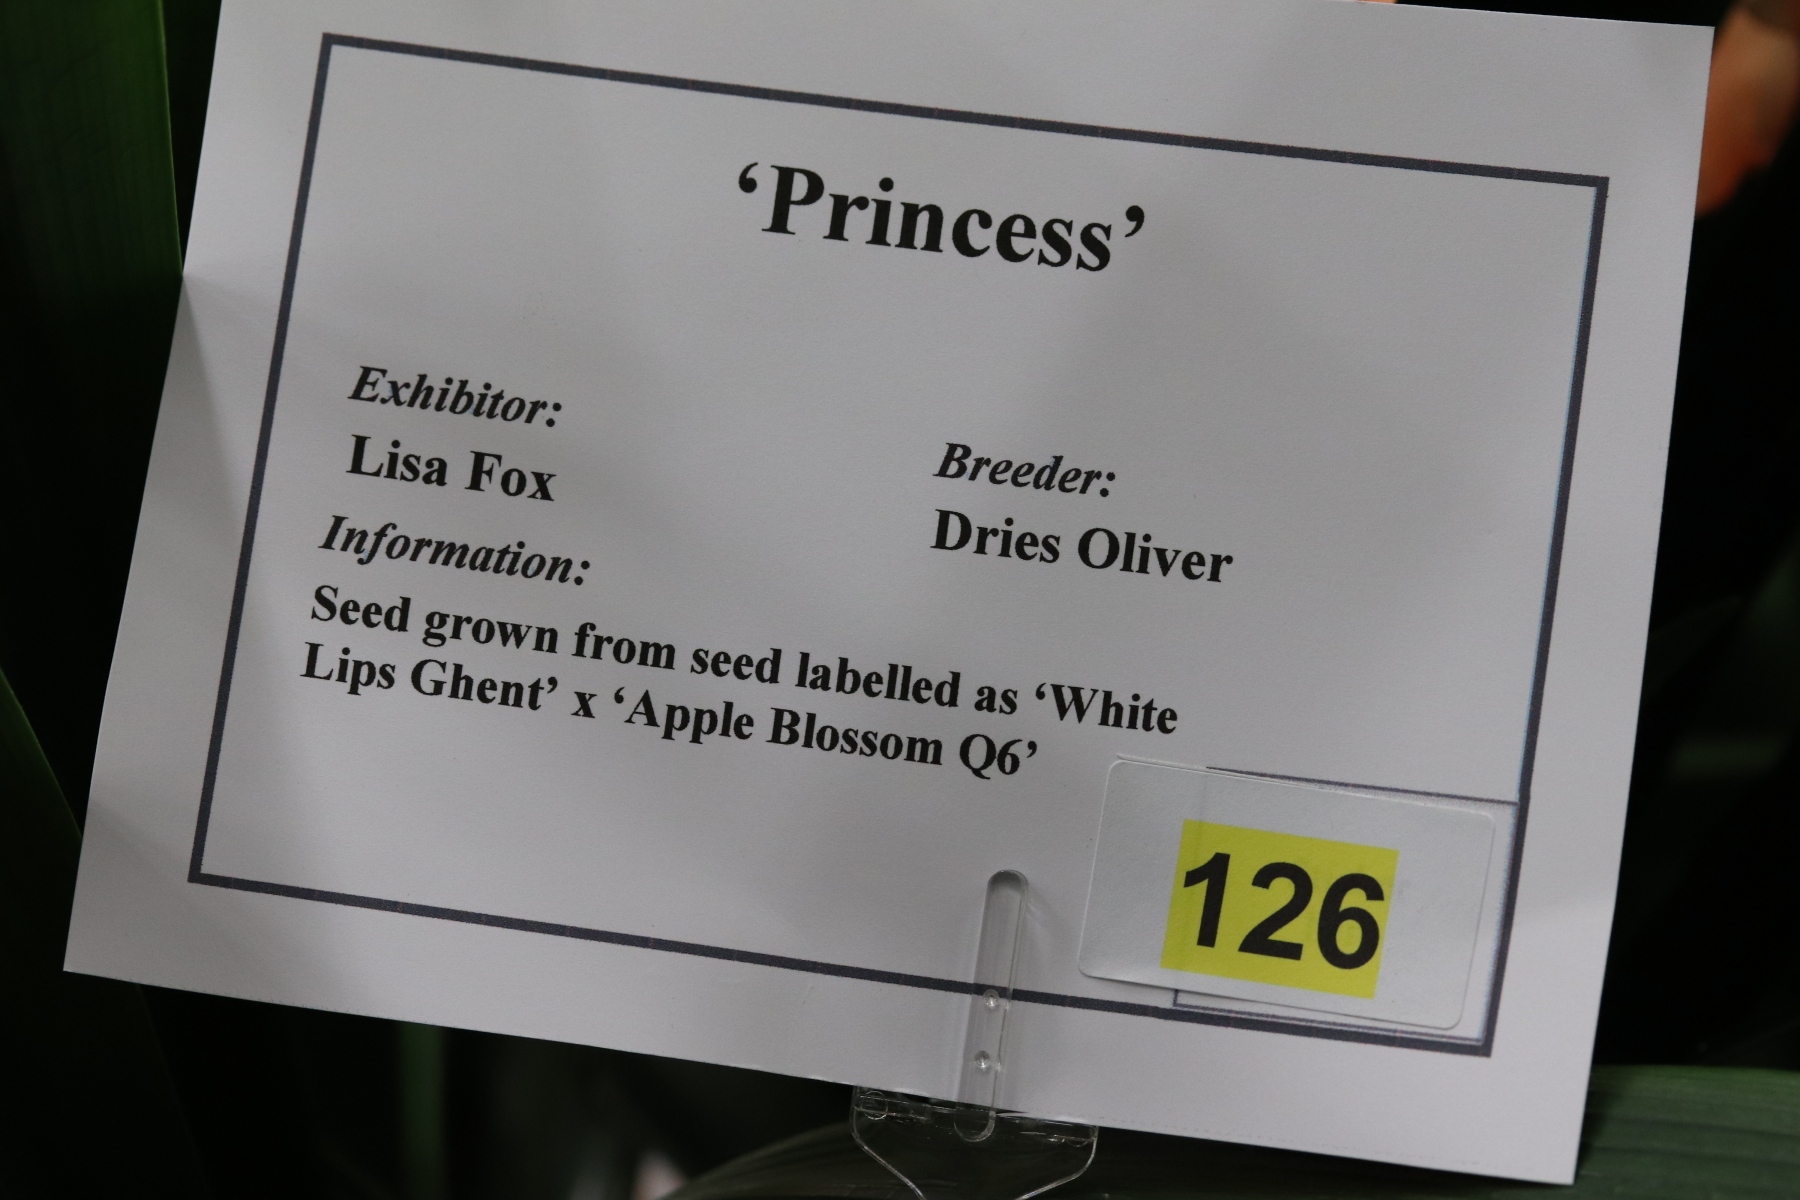 ‘Princess’
Exhibitor:
Lisa Fox
Breeder:
Dries Oliver
Information:
Seed grown from seed labelled as ‘White
Lips Ghent’ x ‘Apple Blossom Q6’
126